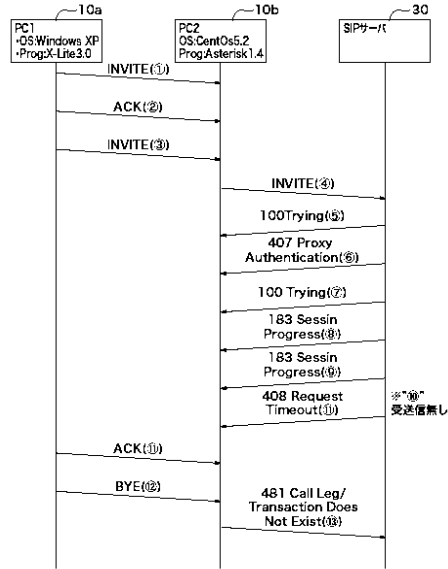 10a
10b
30
PC1
・OS:Windows XP
・Prog:X-Lite3.0
PC2
OS:CentOs5.2
Prog:Asterisk1.4
SIPサーバ
INVITE(①)
ACK(②)
INVITE(③)
INVITE(④)
100Trying(⑤)
407 Proxy
Authentication(⑥)
100 Trying(⑦)
183 Sessin
Progress(⑧)
183 Sessin
Progress(⑨)
408 Request
Timeout(⑪)
※"⑩"
受送信無し
ACK(⑪)
BYE(⑫)
481 Call Leg/
Transaction Does
Not Exist(⑬)